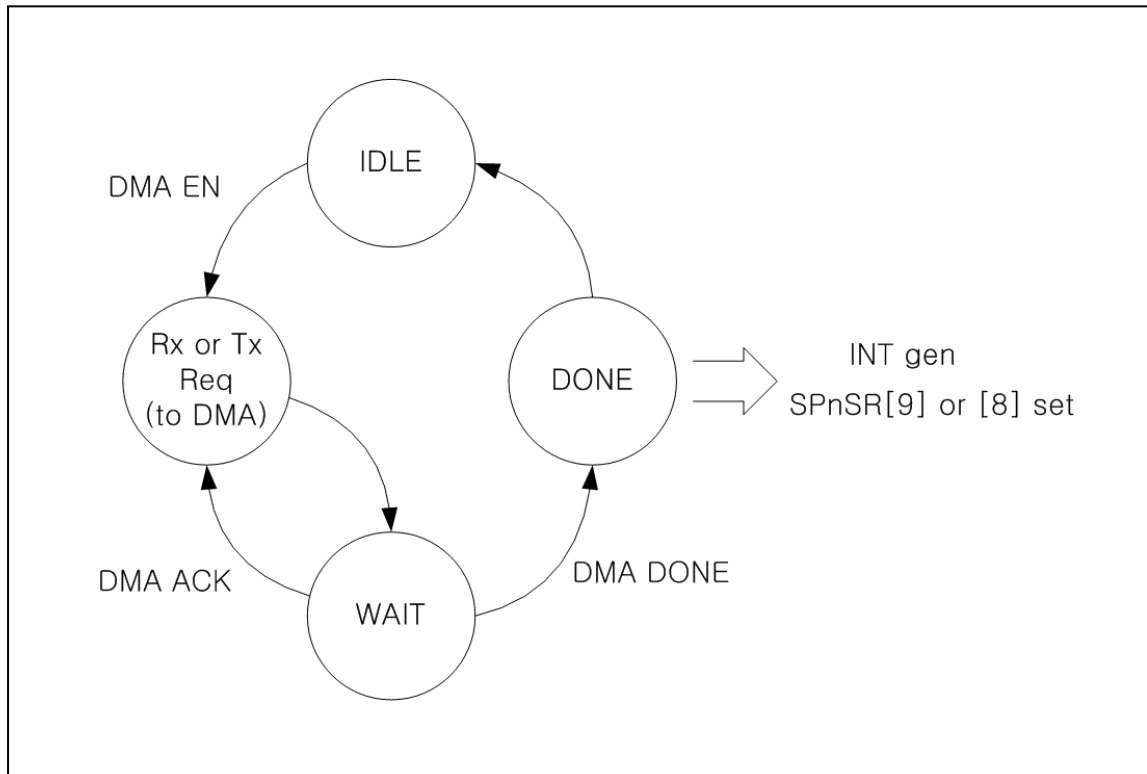 IDLE
DMA EN
Rx or Tx
Req
(to DMA)
DONE
INT gen
SPnSR[9] or [8] set
DMA ACK
DMA DONE
WAIT